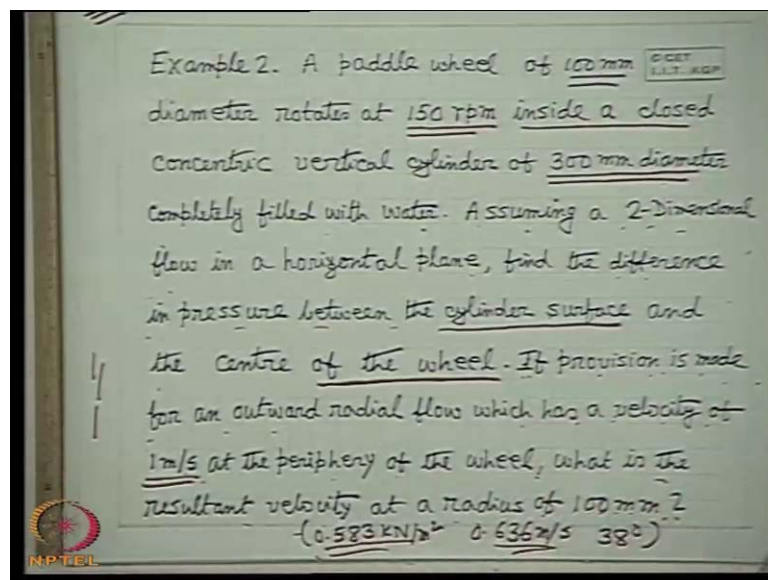 Example 2. A paddle wheel of 100 mm
C CET
I.I.T. KGP
diameter rotates at 150 rpm inside a closed
concentric vertical cylinder of 300 mm diameter
completely filled with water. Assuming a 2-Dimensional
flow in a horizontal plane, find the difference
in pressure between the cylinder surface and
the centre of the wheel. If provision is made
for an outward radial flow which has a velocity of
1 m/s at the periphery of the wheel, what is the
resultant velocity at a radius of 100 mm?
(0.583 KN/m² 0.636 m/s 38°)
NPTEL